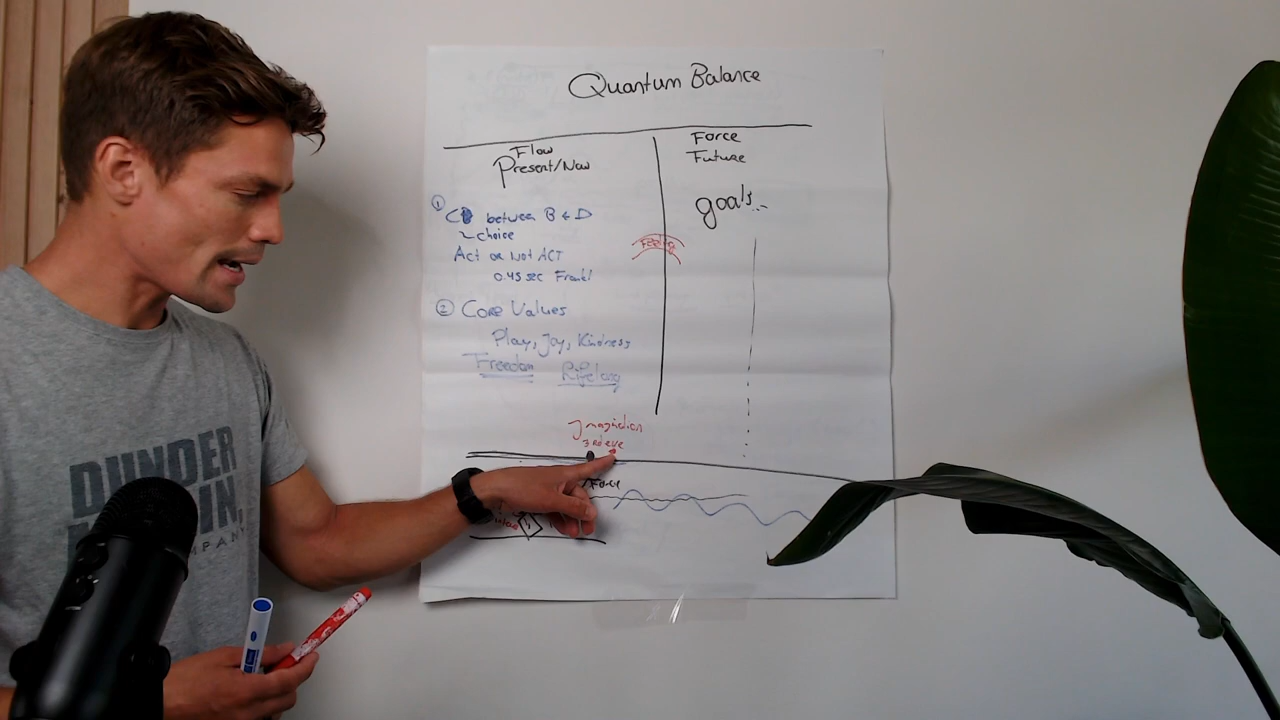 Quantum Balance
Flow
Present/Now
① C between B & D
~ choice
Act or Not ACT
0.45 sec Frankl
② Core Values
Play, Joy, Kindness
Freedom
Force
Future
goals...
Imagination
3rd eye
Force
DUNDER